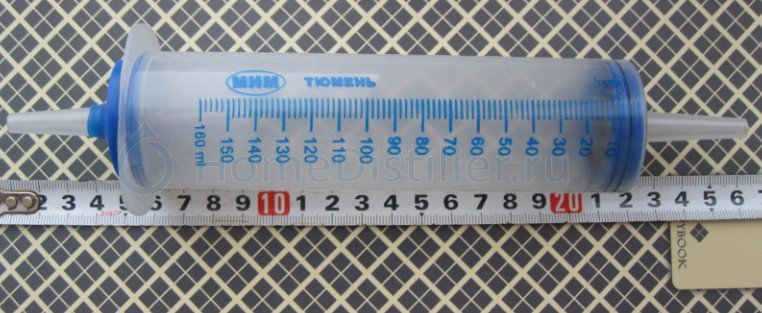 МИМ ТЮМЕНЬ
160 ml 150 140 130 120 110 100 90 80 70 60 50 40 30 20 10
HomeDistiller.ru
2 3 4 5 6 7 8 9 10 1 2 3 4 5 6 7 8 9 20 1 2 3 4 5 6 7
YBOOK